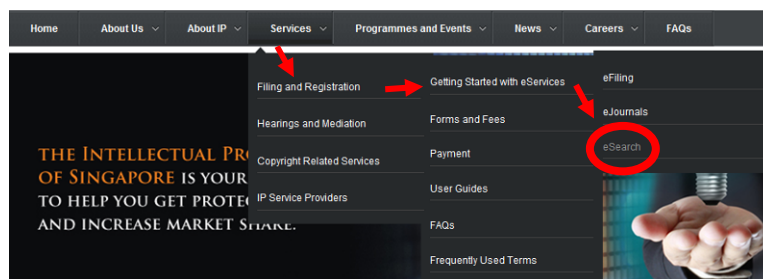 Home About Us About IP Services Programmes and Events News Careers FAQs
Filing and Registration
Hearings and Mediation
Copyright Related Services
IP Service Providers
Getting Started with eServices
Forms and Fees
Payment
User Guides
FAQs
Frequently Used Terms
eFiling
eJournals
eSearch
THE INTELLECTUAL PR
OF SINGAPORE IS YOUR
TO HELP YOU GET PROTE
AND INCREASE MARKET SHARE.